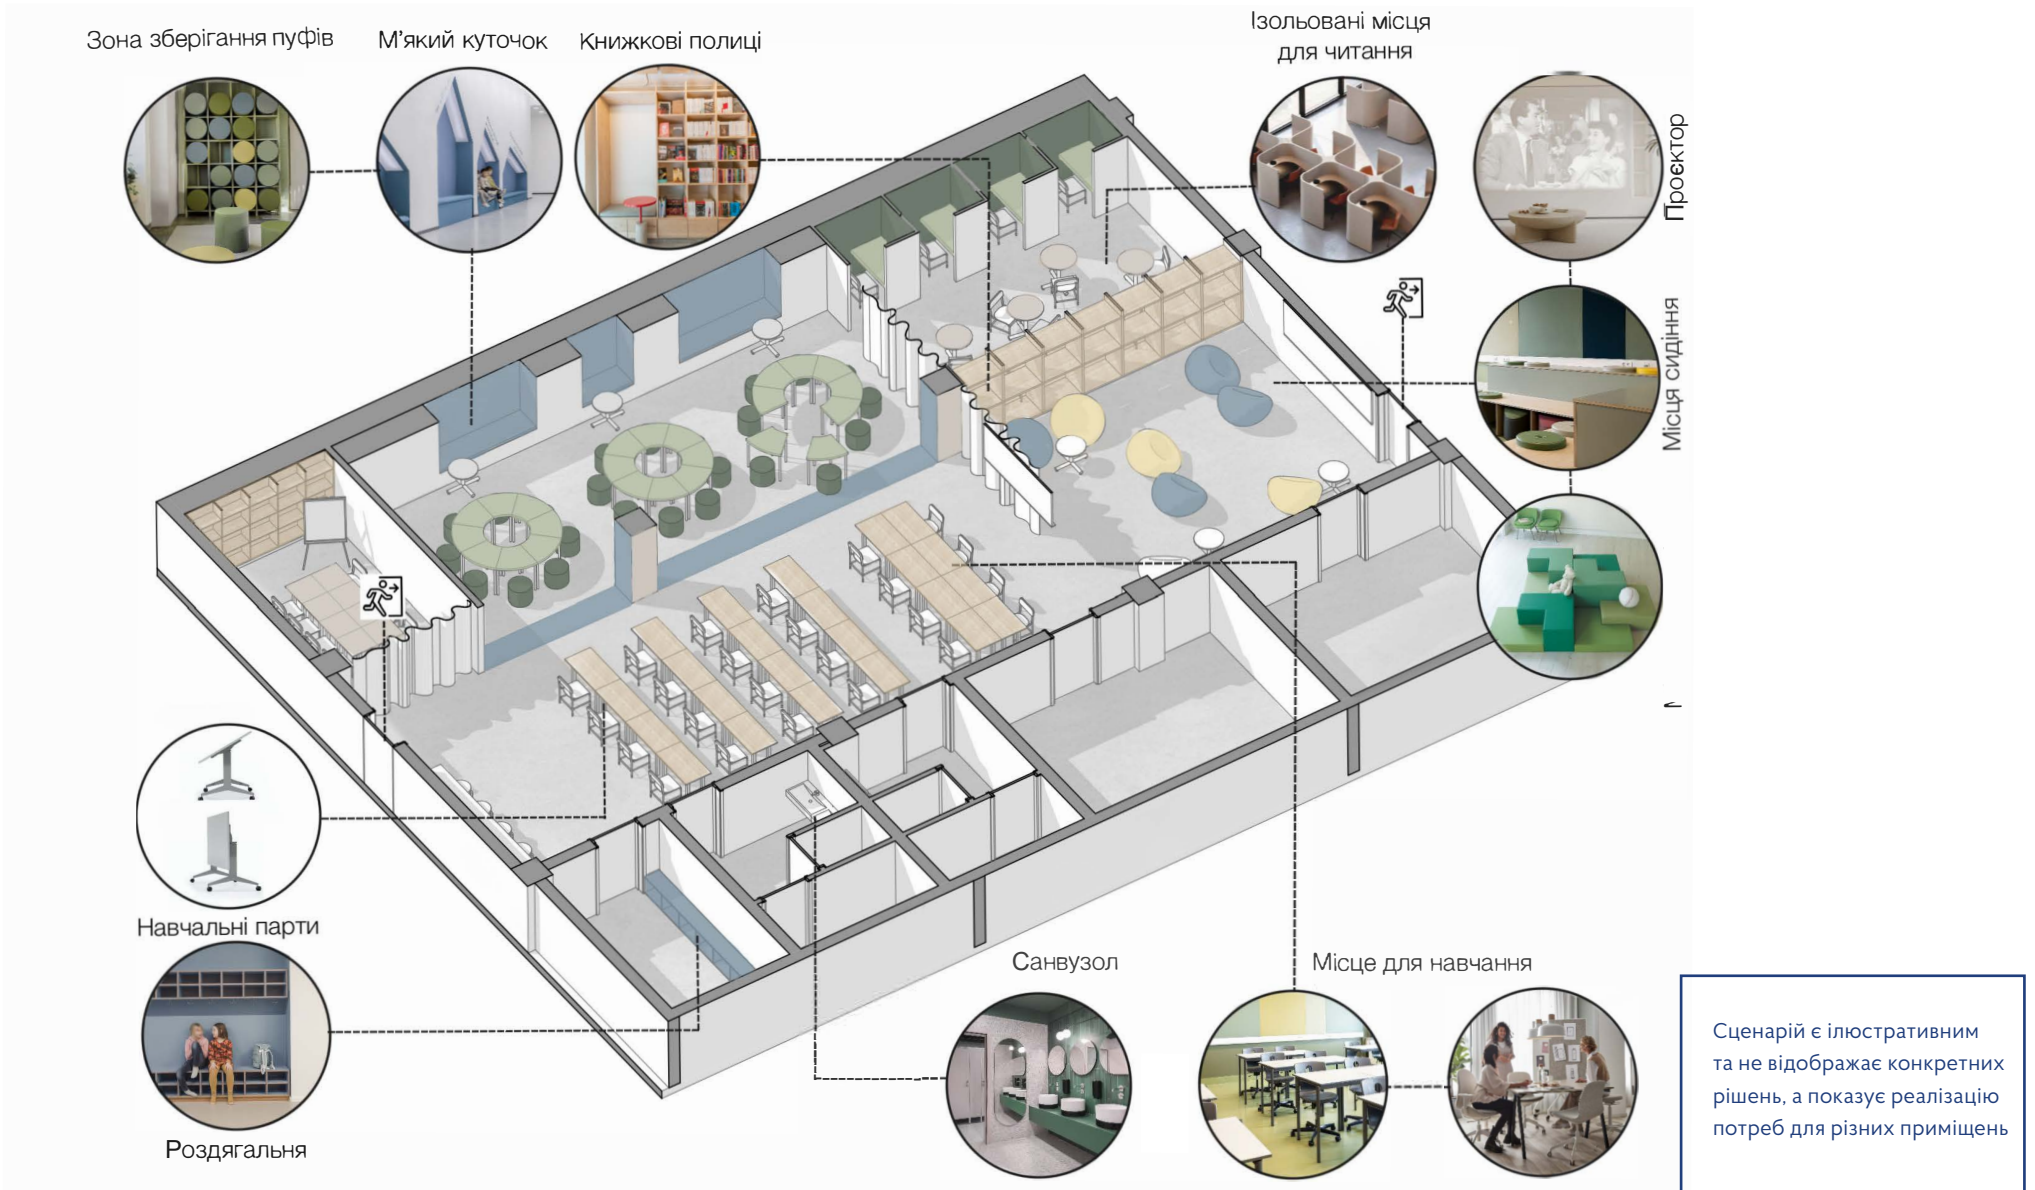 Зона зберігання пуфів
М'який куточок
Книжкові полиці
Ізольовані місця
для читання
Проєктор
Місця сидіння
Навчальні парти
Роздягальня
Санвузол
Місце для навчання
Сценарій є ілюстративним
та не відображає конкретних
рішень, а показує реалізацію
потреб для різних приміщень